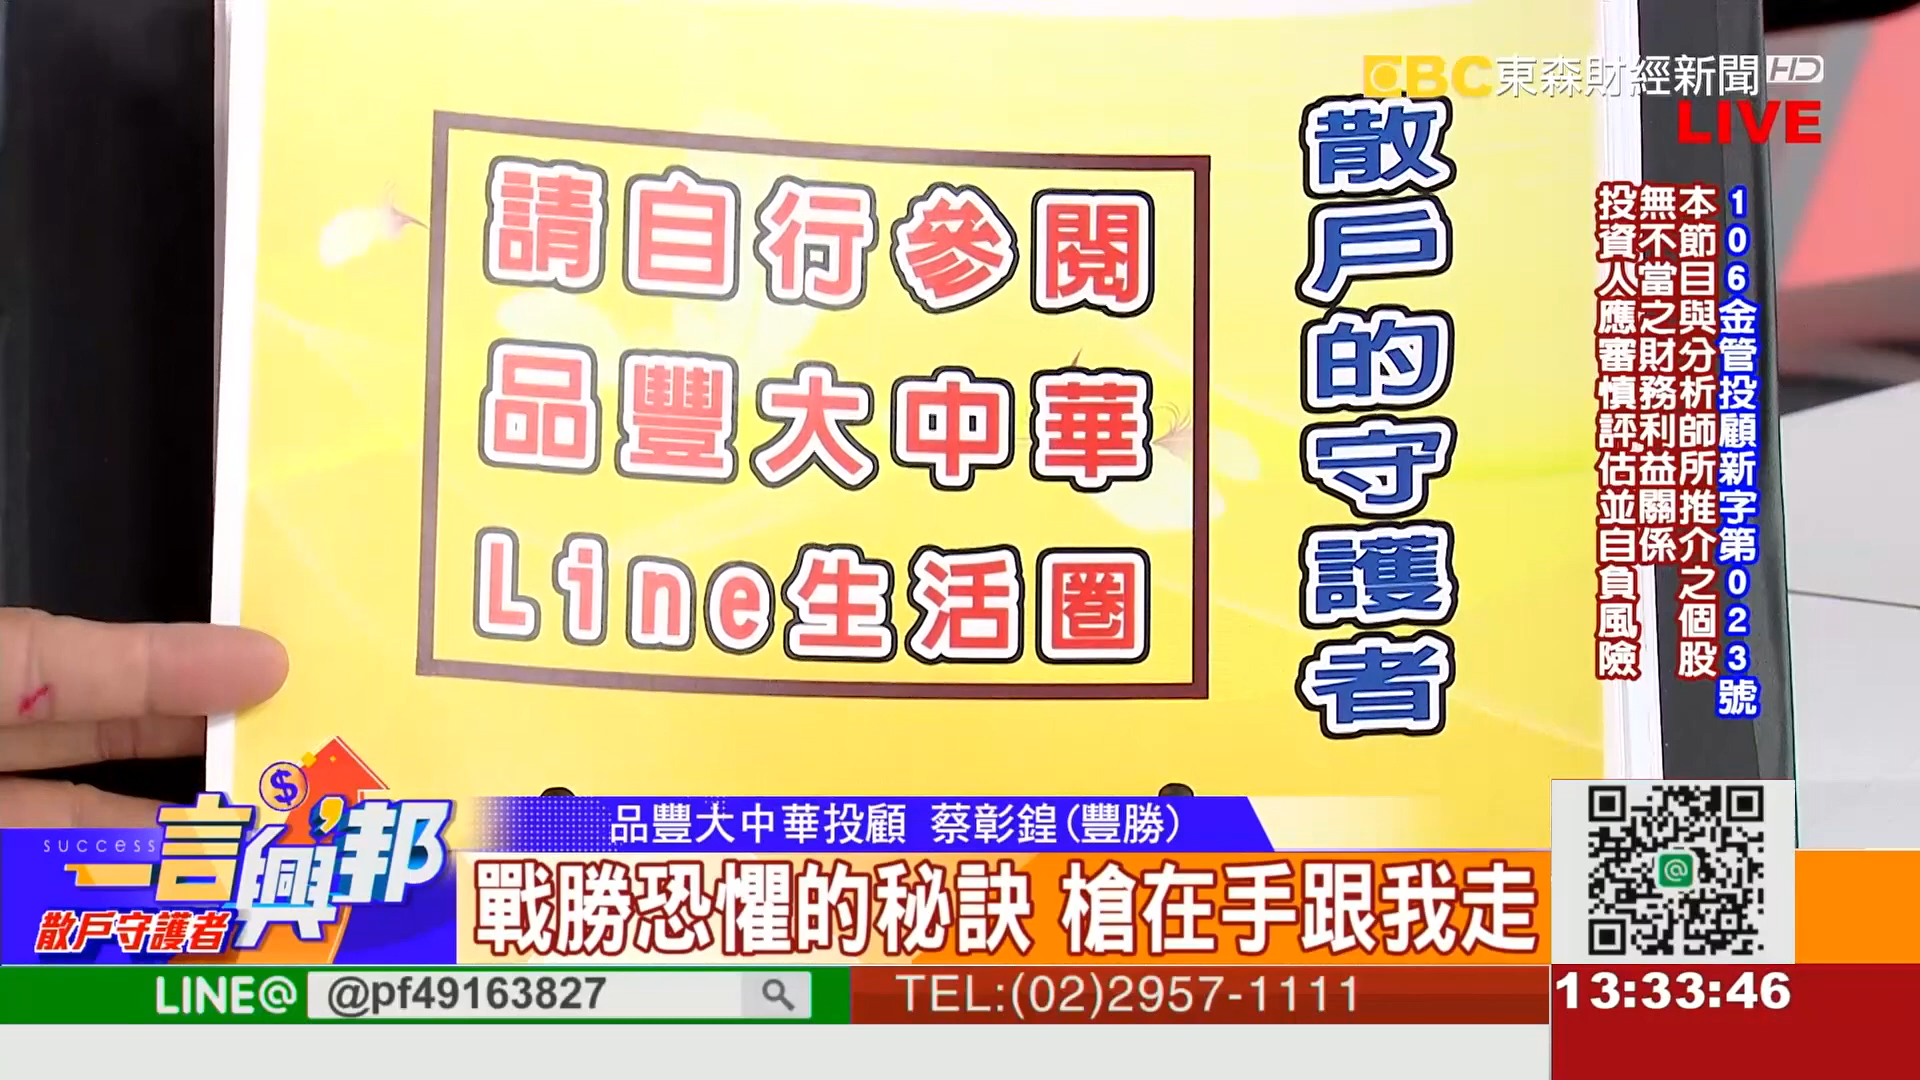 EBC東森財經新聞HD
LIVE
散戶的守護者
請自行參閱
品豐大中華
Line生活圈
106金管投顧新字第023號
本節目與分析師所推介之個股
無不當之財務利益關係
投資人應審慎評估並自負風險
success
一言興邦
散戶守護者
品豐大中華投顧 蔡彰鍠(豐勝)
戰勝恐懼的秘訣 槍在手跟我走
LINE@ @pf49163827
TEL:(02)2957-1111
13:33:46